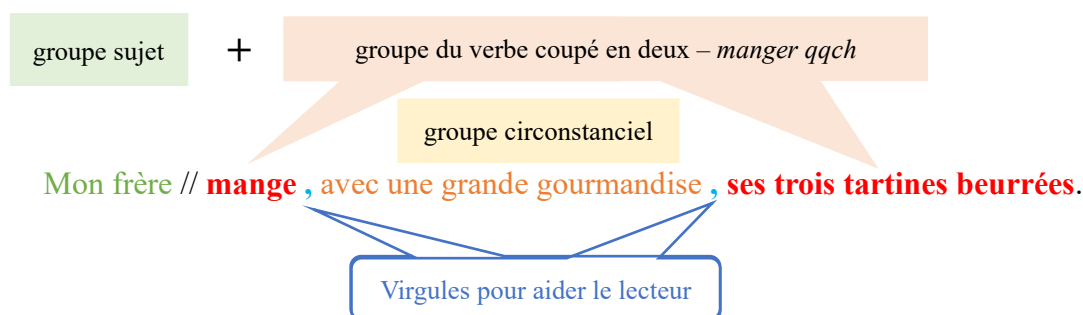 groupe sujet + groupe du verbe coupé en deux – manger qqch
groupe circonstanciel
Mon frère // mange , avec une grande gourmandise , ses trois tartines beurrées.
Virgules pour aider le lecteur